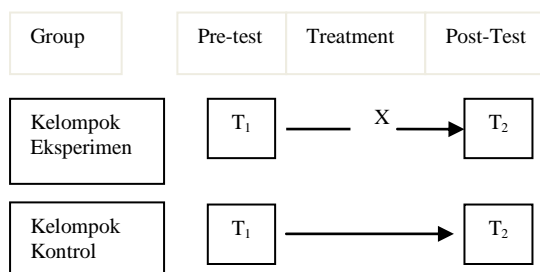 Group Pre-test Treatment Post-Test
Kelompok
Eksperimen
T₁ X T₂
Kelompok
Kontrol
T₁ T₂